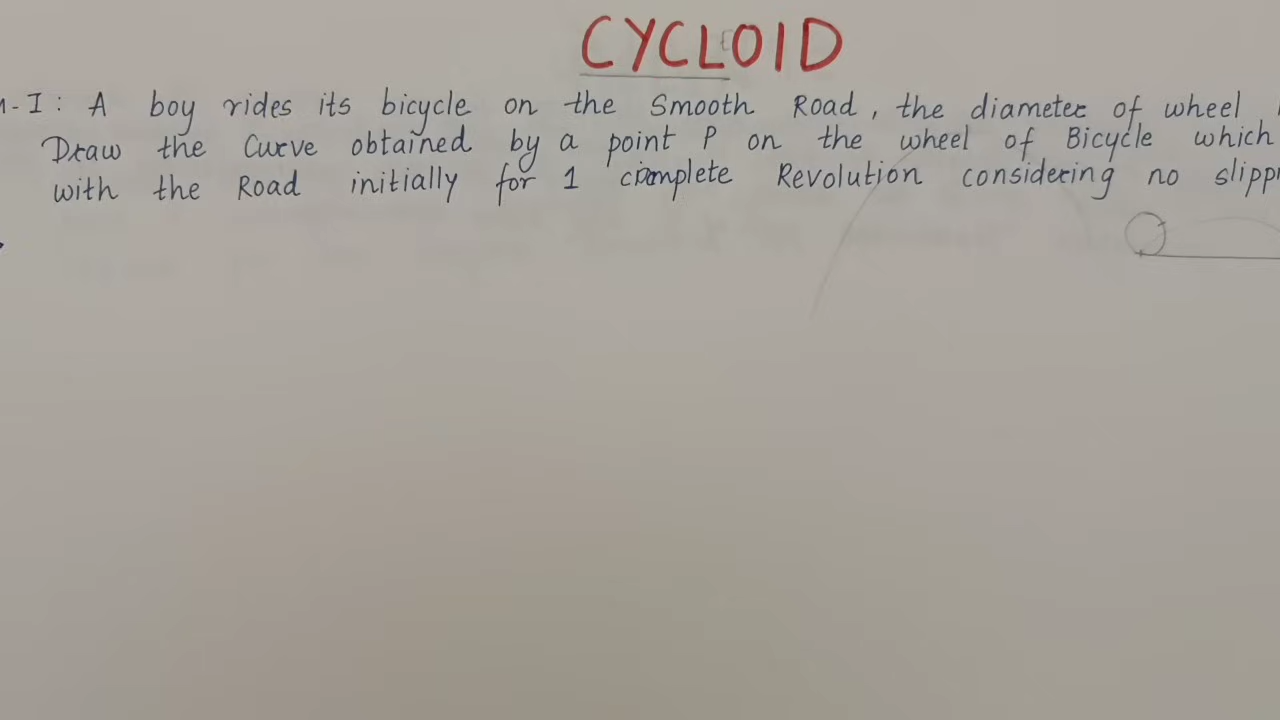 CYCLOID
I: A boy rides its bicycle on the Smooth Road, the diameter of wheel
Draw the Curve obtained by a point P on the wheel of Bicycle which
with the Road initially for 1 complete Revolution considering no